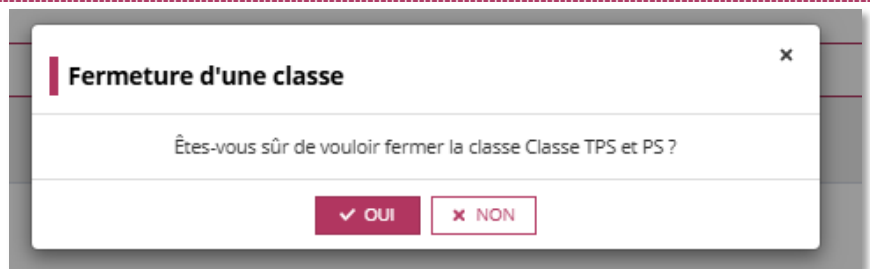 Fermeture d'une classe
Êtes-vous sûr de vouloir fermer la classe Classe TPS et PS ?
OUI
NON